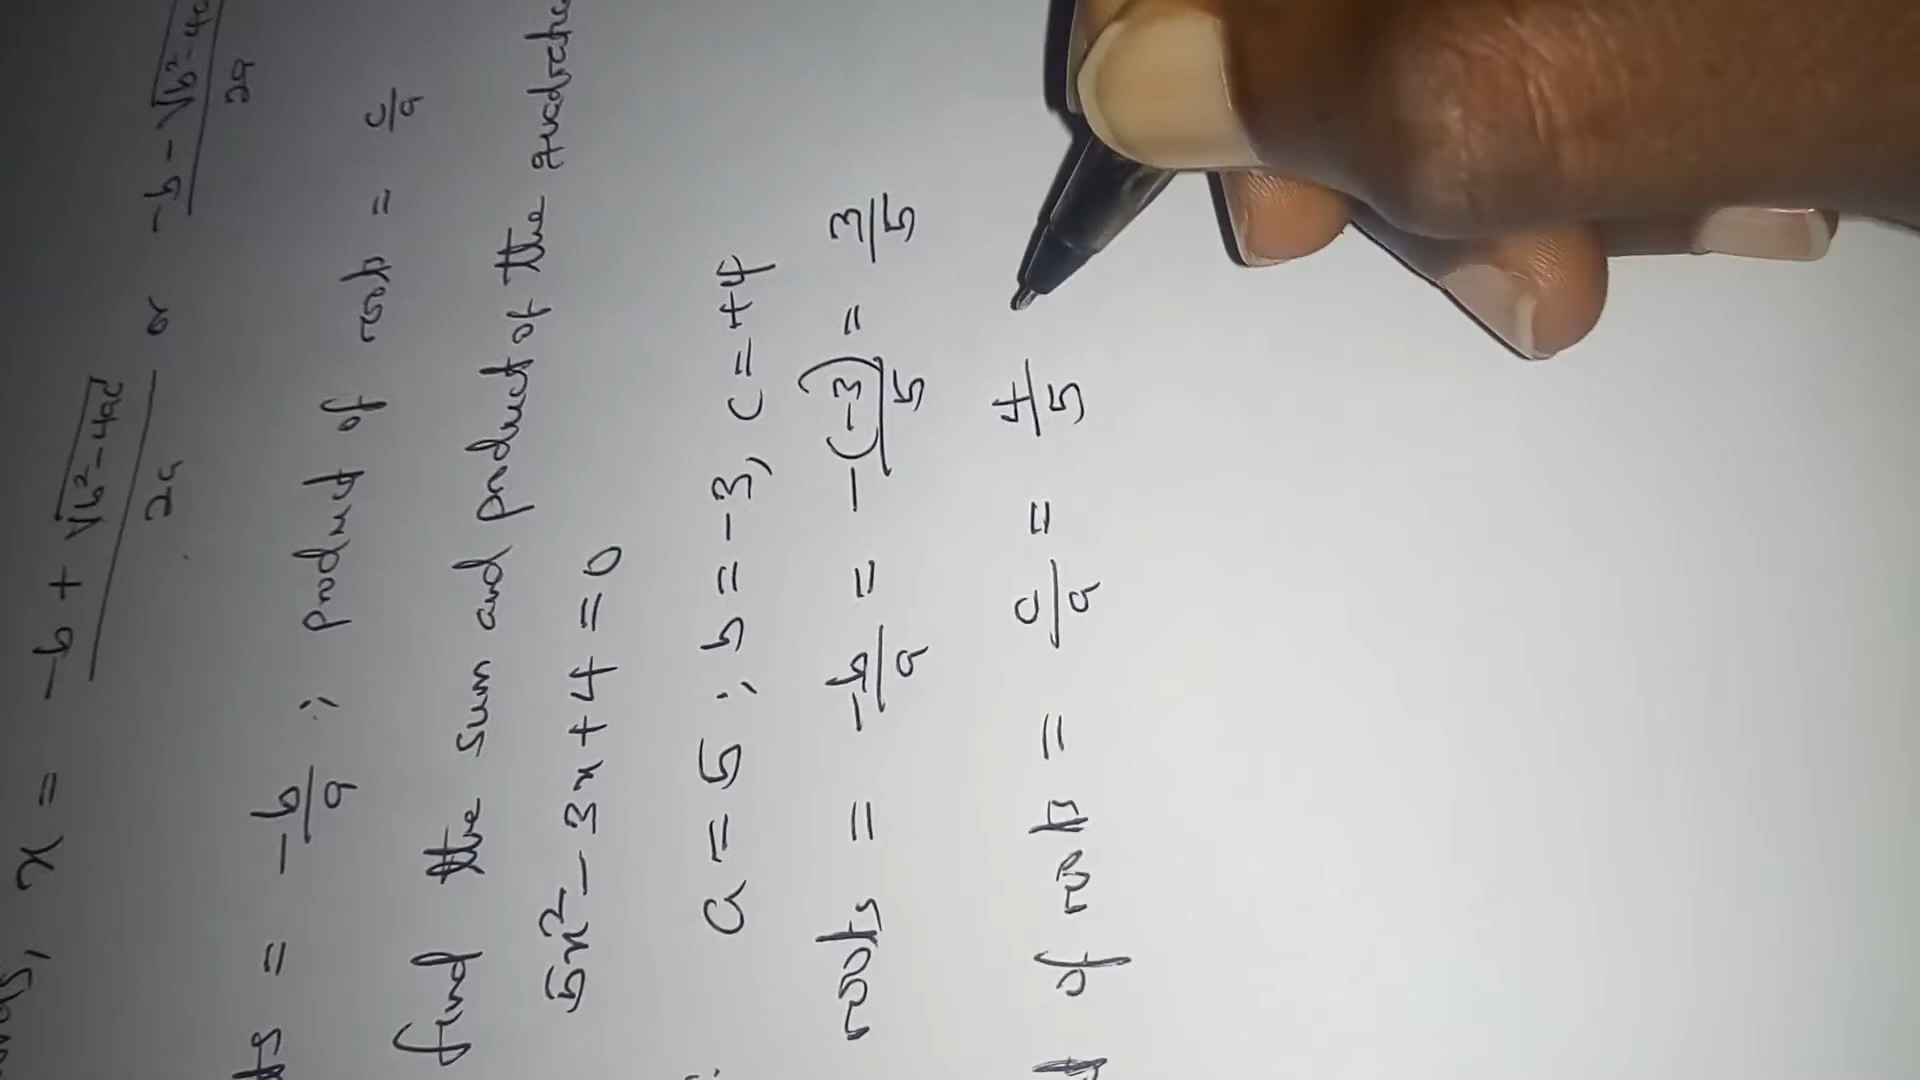 x = -b + √b²-4ac / 2a or -b - √b²-4a / 2a
= -b/a ; product of roots = c/a
find the sum and product of the
5x² - 3x + 4 = 0
a = 5 ; b = -3, c = +4
roots = -b/a = -(-3)/5 = 3/5
of roots = c/a = 4/5